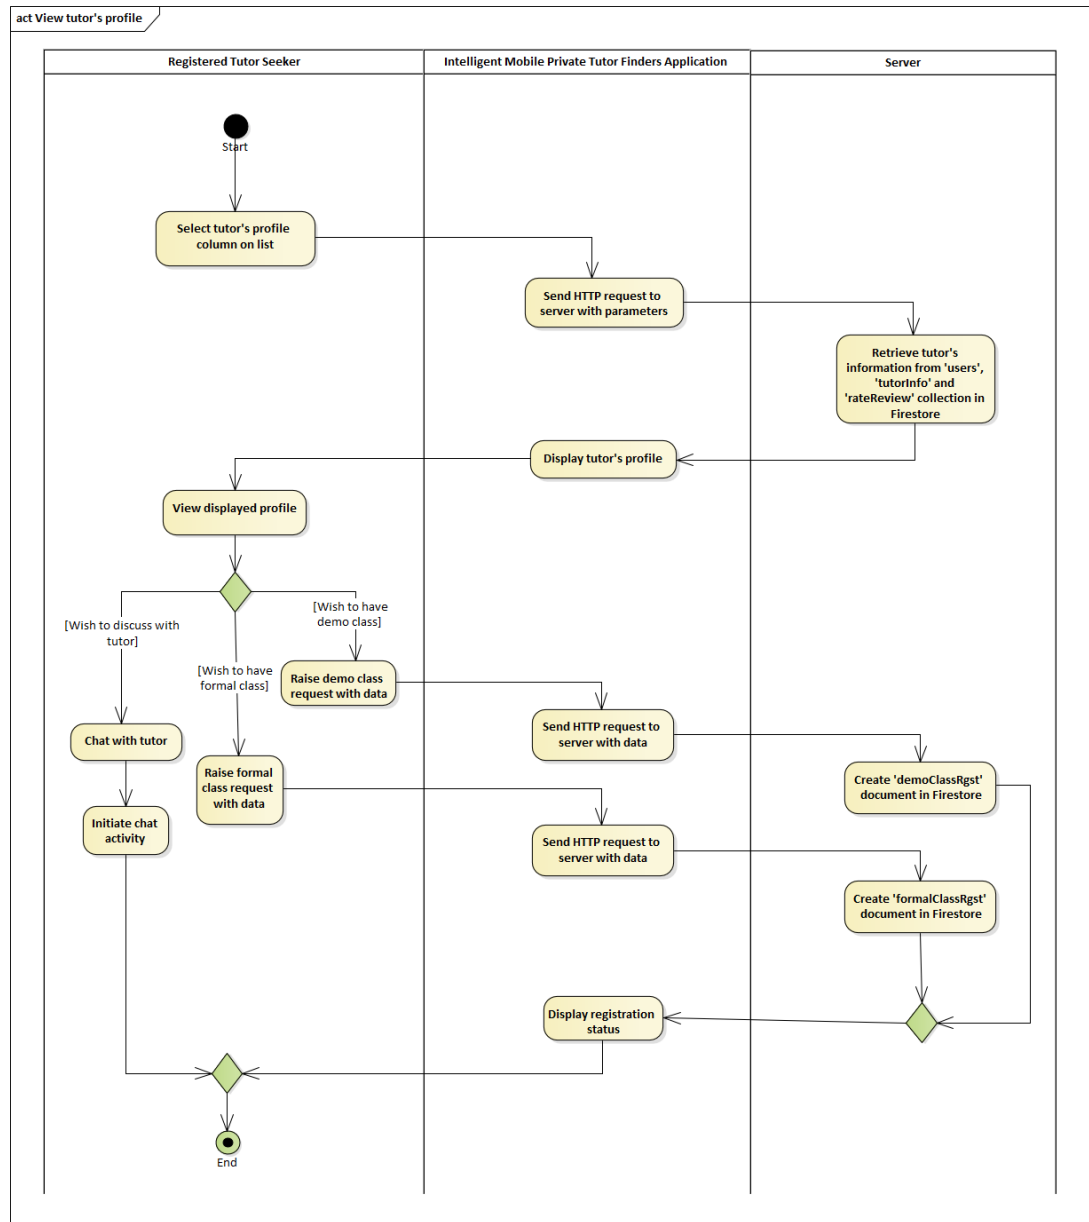 act View tutor's profile
Registered Tutor Seeker
Intelligent Mobile Private Tutor Finders Application
Server
Start
Select tutor's profile
column on list
Send HTTP request to
server with parameters
Retrieve tutor's
information from 'users',
'tutorInfo' and
'rateReview' collection in
Firestore
Display tutor's profile
View displayed profile
[Wish to discuss with
tutor]
[Wish to have
formal class]
[Wish to have
demo class]
Raise demo class
request with data
Send HTTP request to
server with data
Create 'demoClassRgst'
document in Firestore
Chat with tutor
Raise formal
class request
with data
Initiate chat
activity
Send HTTP request to
server with data
Create 'formalClassRgst'
document in Firestore
Display registration
status
End